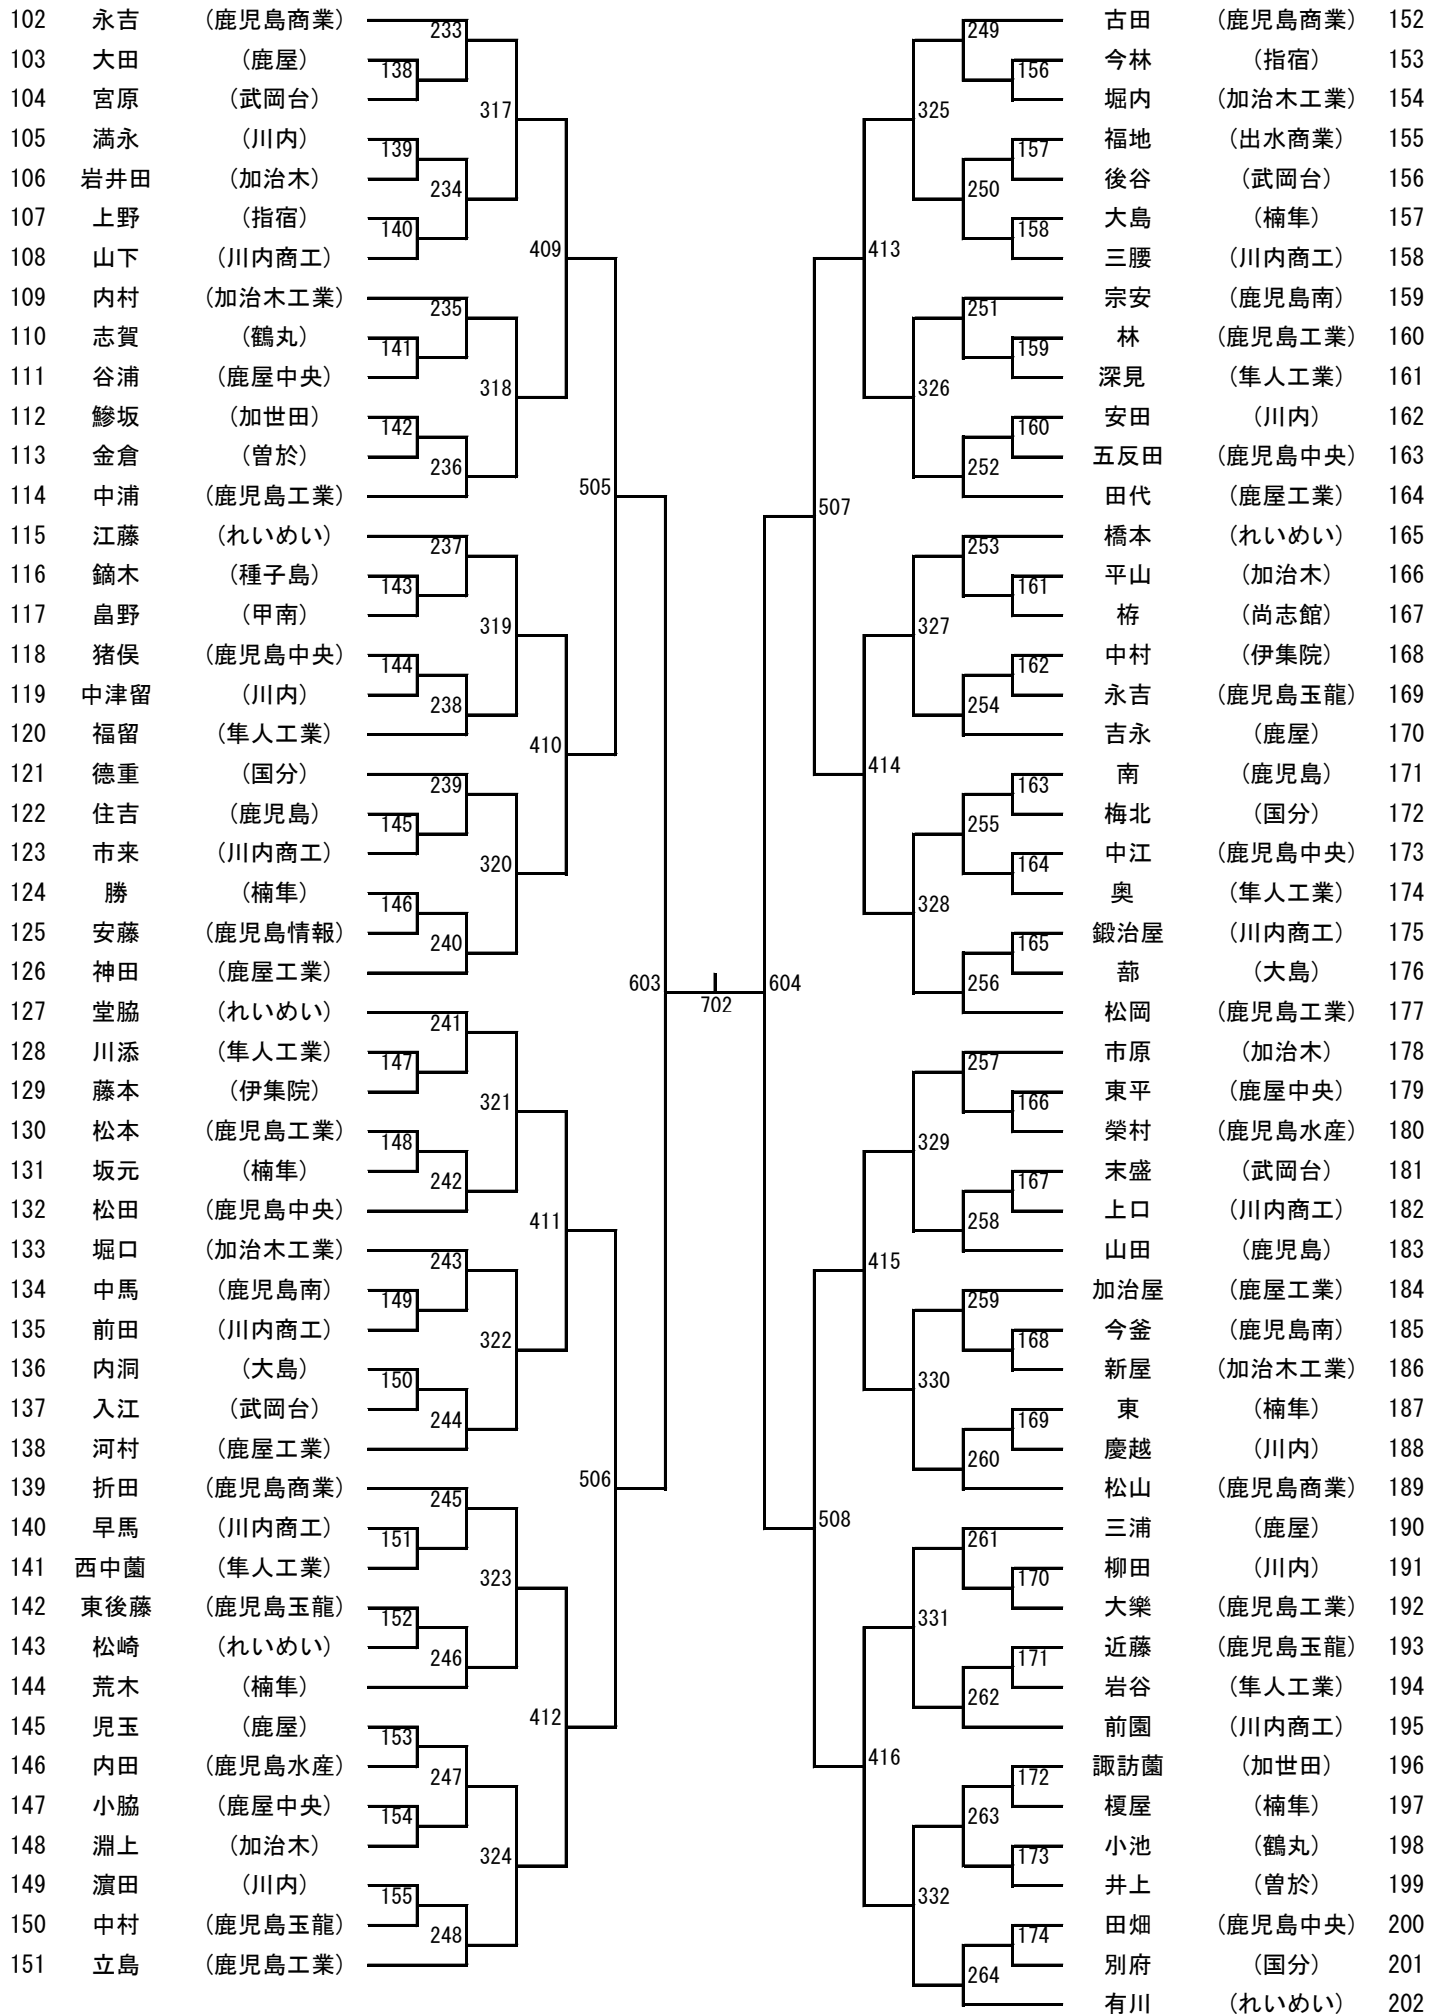 102 永吉 （鹿児島商業）
103 大田 （鹿屋）
104 宮原 （武岡台）
105 満永 （川内）
106 岩井田 （加治木）
107 上野 （指宿）
108 山下 （川内商工）
109 内村 （加治木工業）
110 志賀 （鶴丸）
111 谷浦 （鹿屋中央）
112 鰺坂 （加世田）
113 金倉 （曽於）
114 中浦 （鹿児島工業）
115 江藤 （れいめい）
116 鏑木 （種子島）
117 畠野 （甲南）
118 猪俣 （鹿児島中央）
119 中津留 （川内）
120 福留 （隼人工業）
121 德重 （国分）
122 住吉 （鹿児島）
123 市来 （川内商工）
124 勝 （楠隼）
125 安藤 （鹿児島情報）
126 神田 （鹿屋工業）
127 堂脇 （れいめい）
128 川添 （隼人工業）
129 藤本 （伊集院）
130 松本 （鹿児島工業）
131 坂元 （楠隼）
132 松田 （鹿児島中央）
133 堀口 （加治木工業）
134 中馬 （鹿児島南）
135 前田 （川内商工）
136 内洞 （大島）
137 入江 （武岡台）
138 河村 （鹿屋工業）
139 折田 （鹿児島商業）
140 早馬 （川内商工）
141 西中薗 （隼人工業）
142 東後藤 （鹿児島玉龍）
143 松崎 （れいめい）
144 荒木 （楠隼）
145 児玉 （鹿屋）
146 内田 （鹿児島水産）
147 小脇 （鹿屋中央）
148 淵上 （加治木）
149 濵田 （川内）
150 中村 （鹿児島玉龍）
151 立島 （鹿児島工業）
138
139
140
141
142
143
144
145
146
147
148
149
150
151
152
153
154
155
233
234
235
236
237
238
239
240
241
242
243
244
245
246
247
248
317
318
319
320
321
322
323
324
409
410
411
412
505
506
603
702
604
507
508
413
414
415
416
325
326
327
328
329
330
331
332
249
250
251
252
253
254
255
256
257
258
259
260
261
262
263
264
156
157
158
159
160
161
162
163
164
165
166
167
168
169
170
171
172
173
174
古田 （鹿児島商業） 152
今林 （指宿） 153
堀内 （加治木工業） 154
福地 （出水商業） 155
後谷 （武岡台） 156
大島 （楠隼） 157
三腰 （川内商工） 158
宗安 （鹿児島南） 159
林 （鹿児島工業） 160
深見 （隼人工業） 161
安田 （川内） 162
五反田 （鹿児島中央） 163
田代 （鹿屋工業） 164
橋本 （れいめい） 165
平山 （加治木） 166
栫 （尚志館） 167
中村 （伊集院） 168
永吉 （鹿児島玉龍） 169
吉永 （鹿屋） 170
南 （鹿児島） 171
梅北 （国分） 172
中江 （鹿児島中央） 173
奥 （隼人工業） 174
鍛治屋 （川内商工） 175
蔀 （大島） 176
松岡 （鹿児島工業） 177
市原 （加治木） 178
東平 （鹿屋中央） 179
榮村 （鹿児島水産） 180
末盛 （武岡台） 181
上口 （川内商工） 182
山田 （鹿児島） 183
加治屋 （鹿屋工業） 184
今釜 （鹿児島南） 185
新屋 （加治木工業） 186
東 （楠隼） 187
慶越 （川内） 188
松山 （鹿児島商業） 189
三浦 （鹿屋） 190
柳田 （川内） 191
大樂 （鹿児島工業） 192
近藤 （鹿児島玉龍） 193
岩谷 （隼人工業） 194
前園 （川内商工） 195
諏訪薗 （加世田） 196
榎屋 （楠隼） 197
小池 （鶴丸） 198
井上 （曽於） 199
田畑 （鹿児島中央） 200
別府 （国分） 201
有川 （れいめい） 202